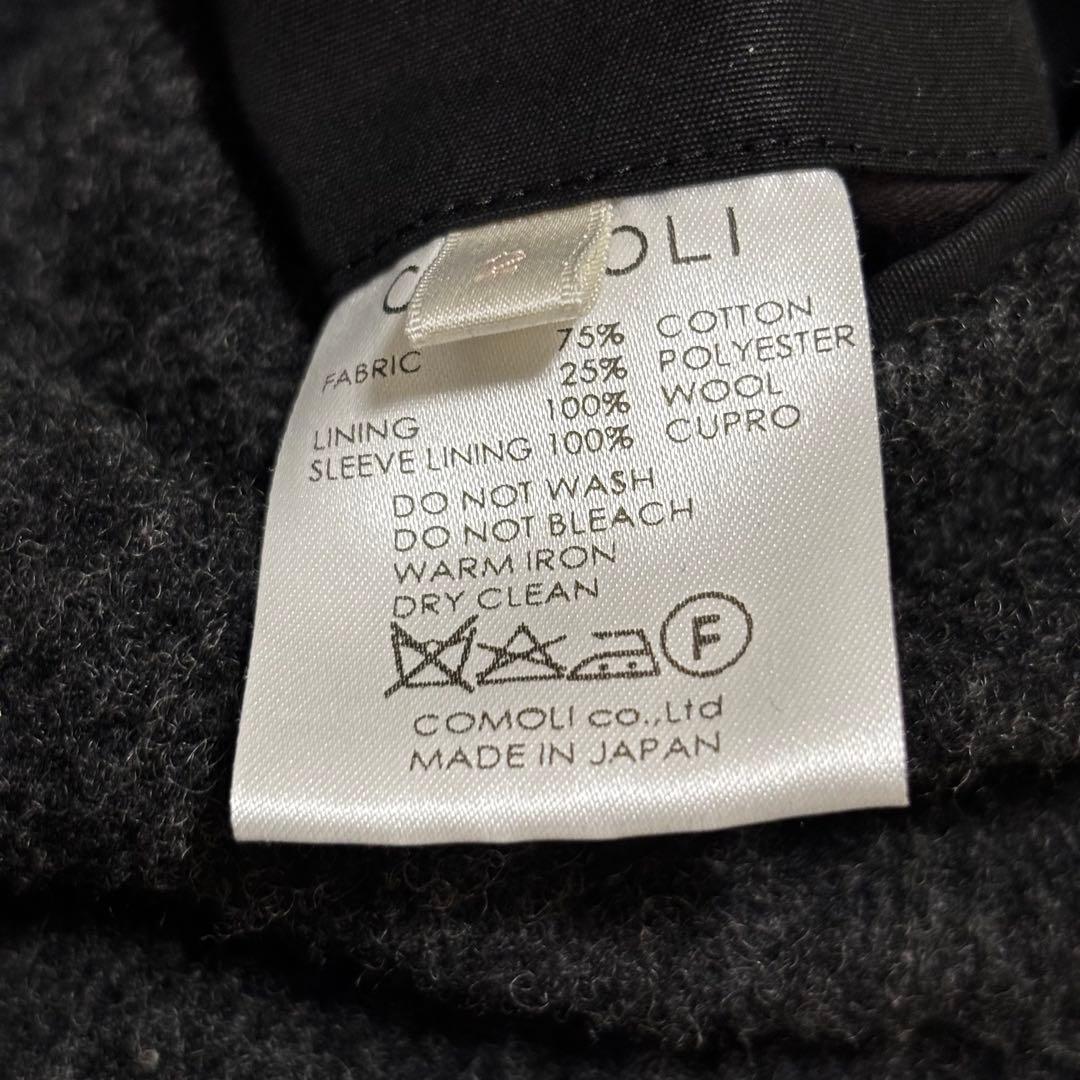 C OLI
FABRIC 75% COTTON
25% POLYESTER
LINING 100% WOOL
SLEEVE LINING 100% CUPRO
DO NOT WASH
DO NOT BLEACH
WARM IRON
DRY CLEAN
F
COMOLI co.,Ltd
MADE IN JAPAN